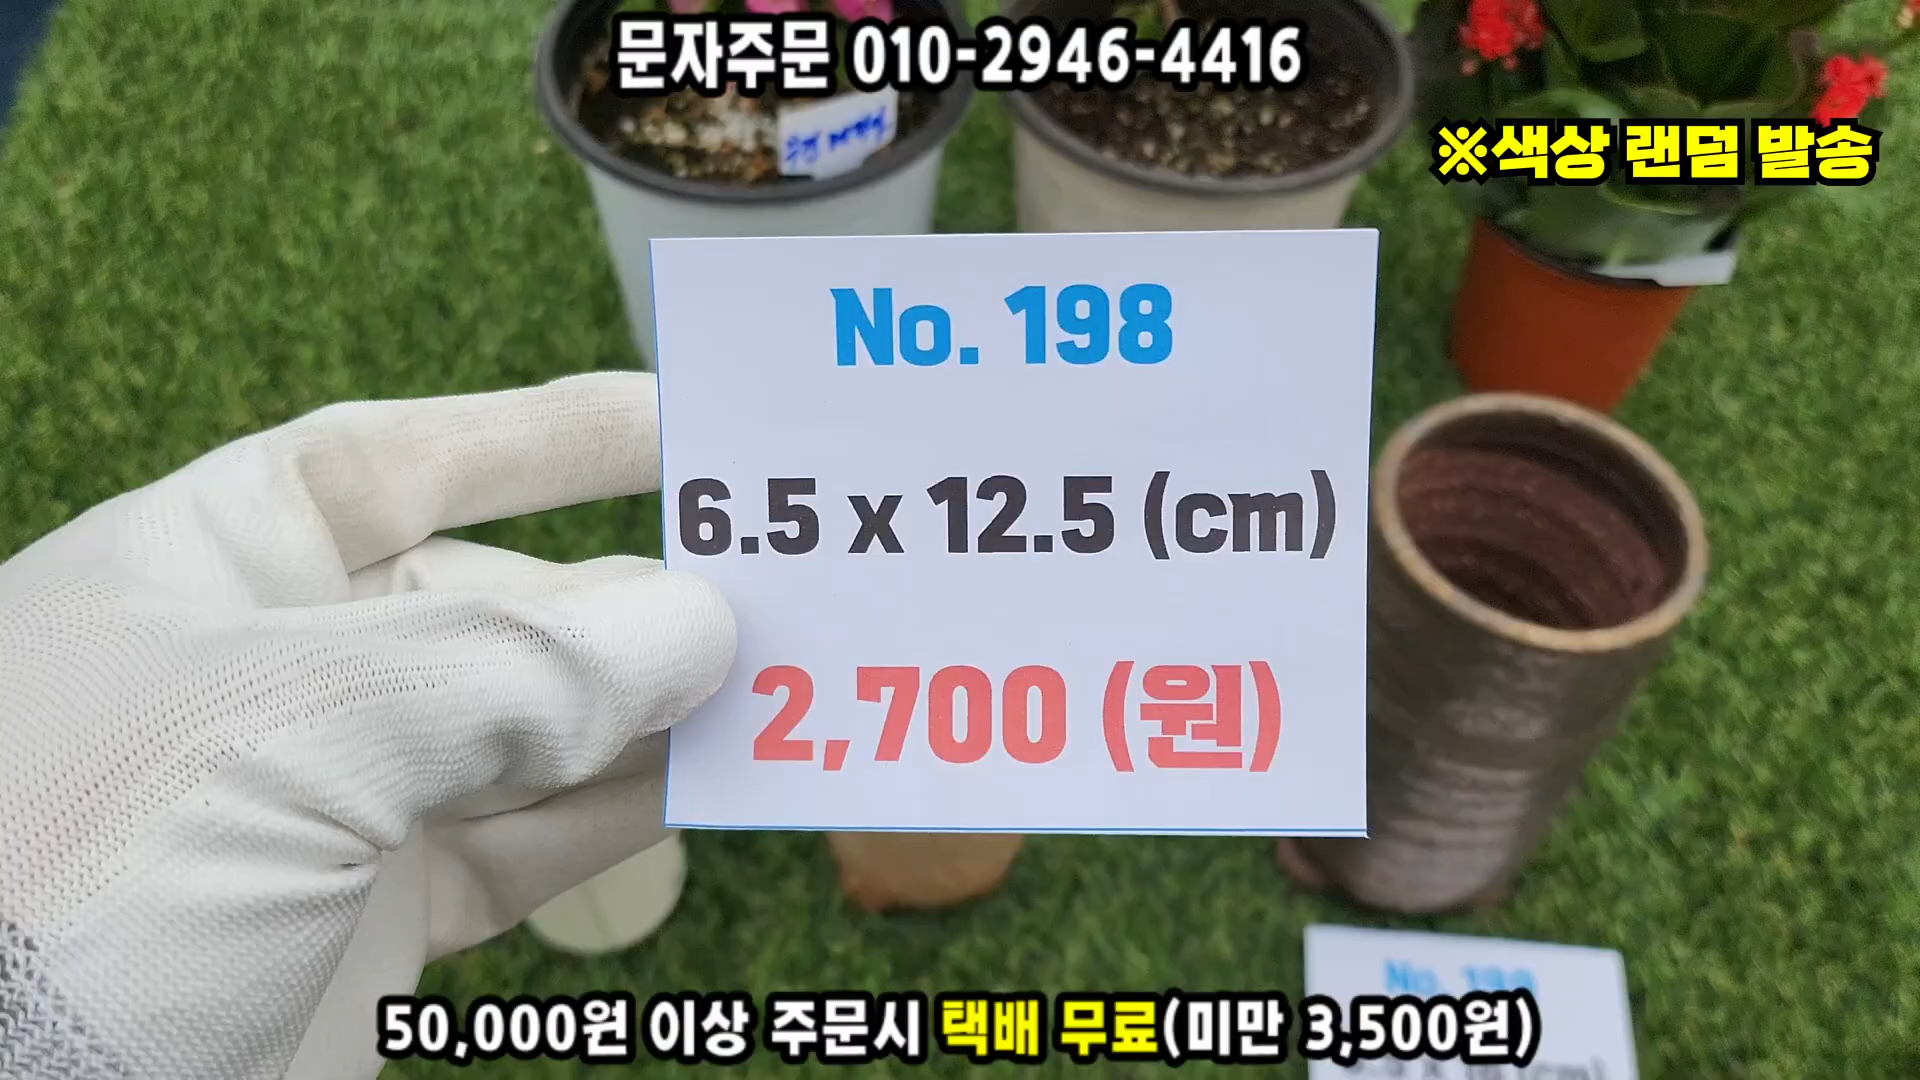 문자주문 010-2946-4416
※색상 랜덤 발송
No. 198
6.5 x 12.5 (cm)
2,700 (원)
50,000원 이상 주문시 택배 무료(미만 3,500원)